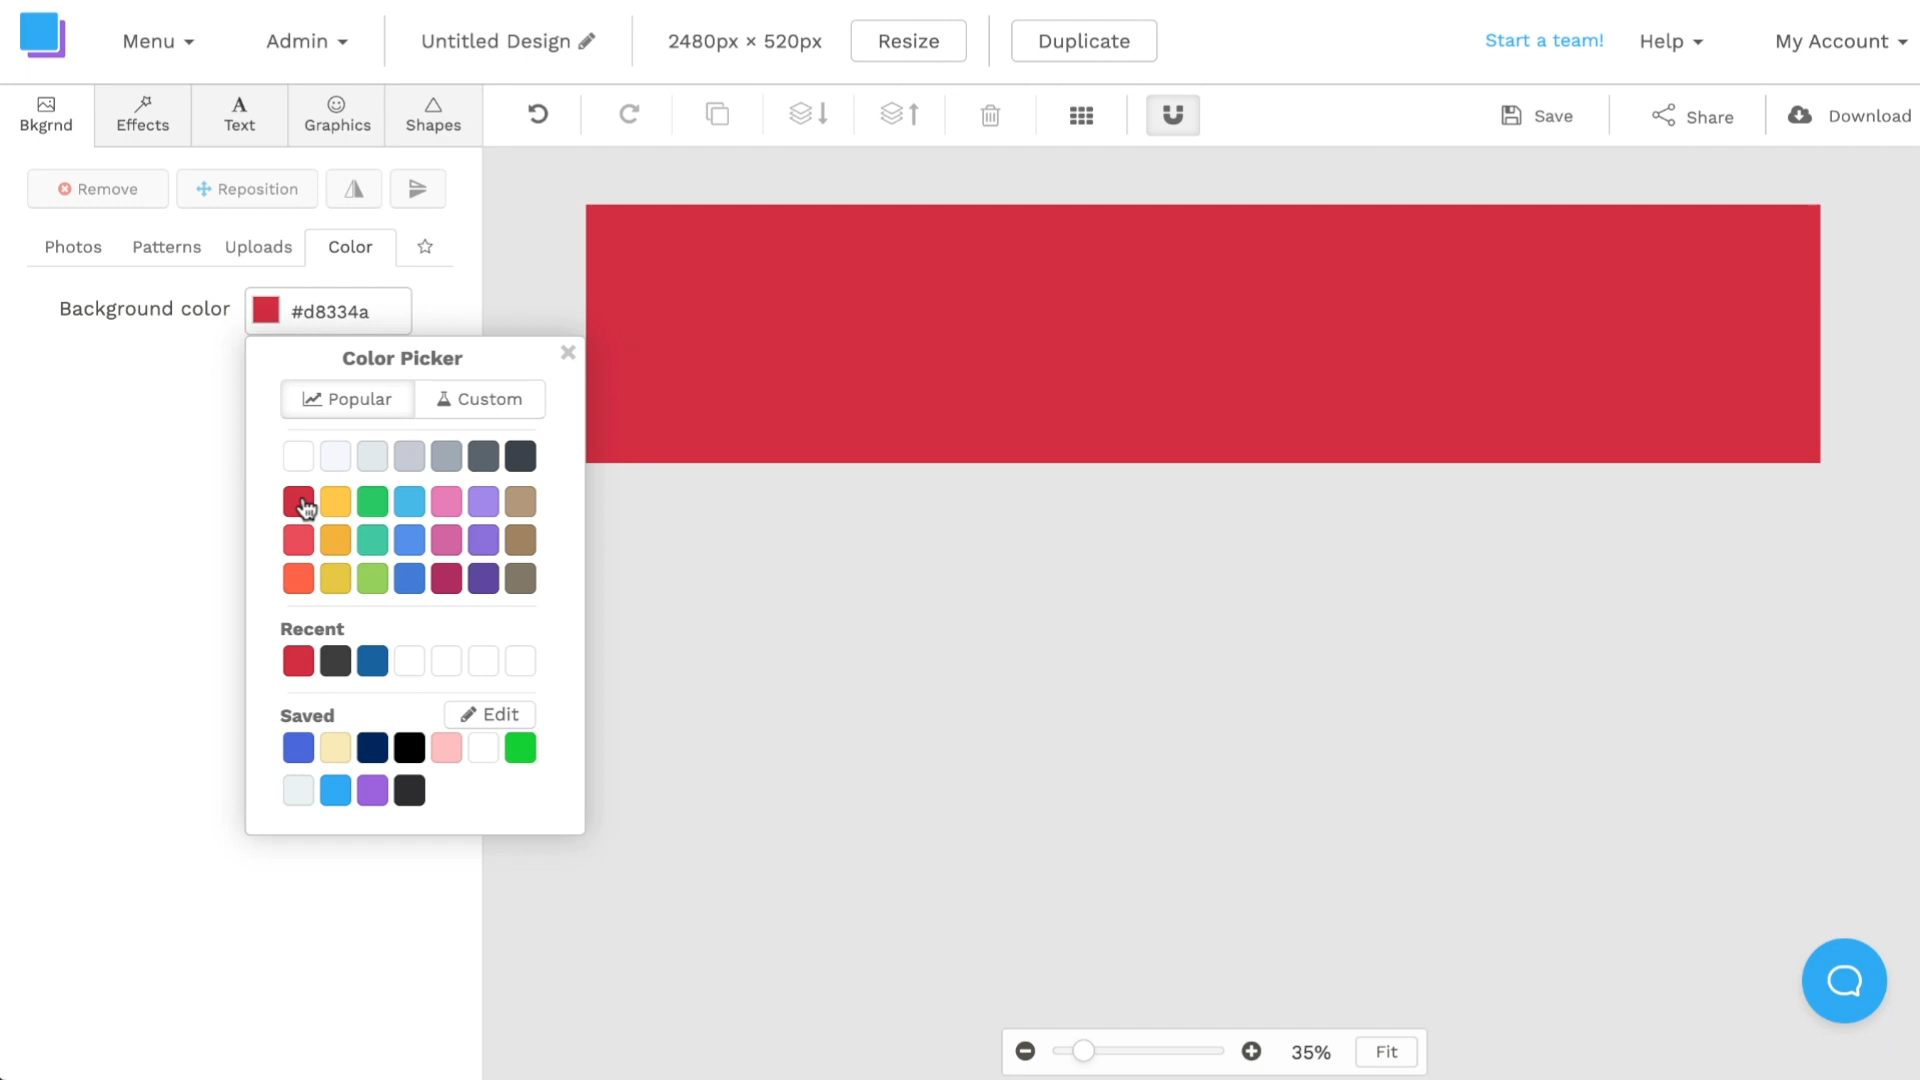 Menu
Admin
Untitled Design
2480px × 520px
Resize
Duplicate
Start a team!
Help
My Account
Bkgrnd
Effects
Text
Graphics
Shapes
Save
Share
Download
Remove
Reposition
Photos
Patterns
Uploads
Color
Background color
#d8334a
Color Picker
Popular
Custom
Recent
Saved
Edit
35%
Fit